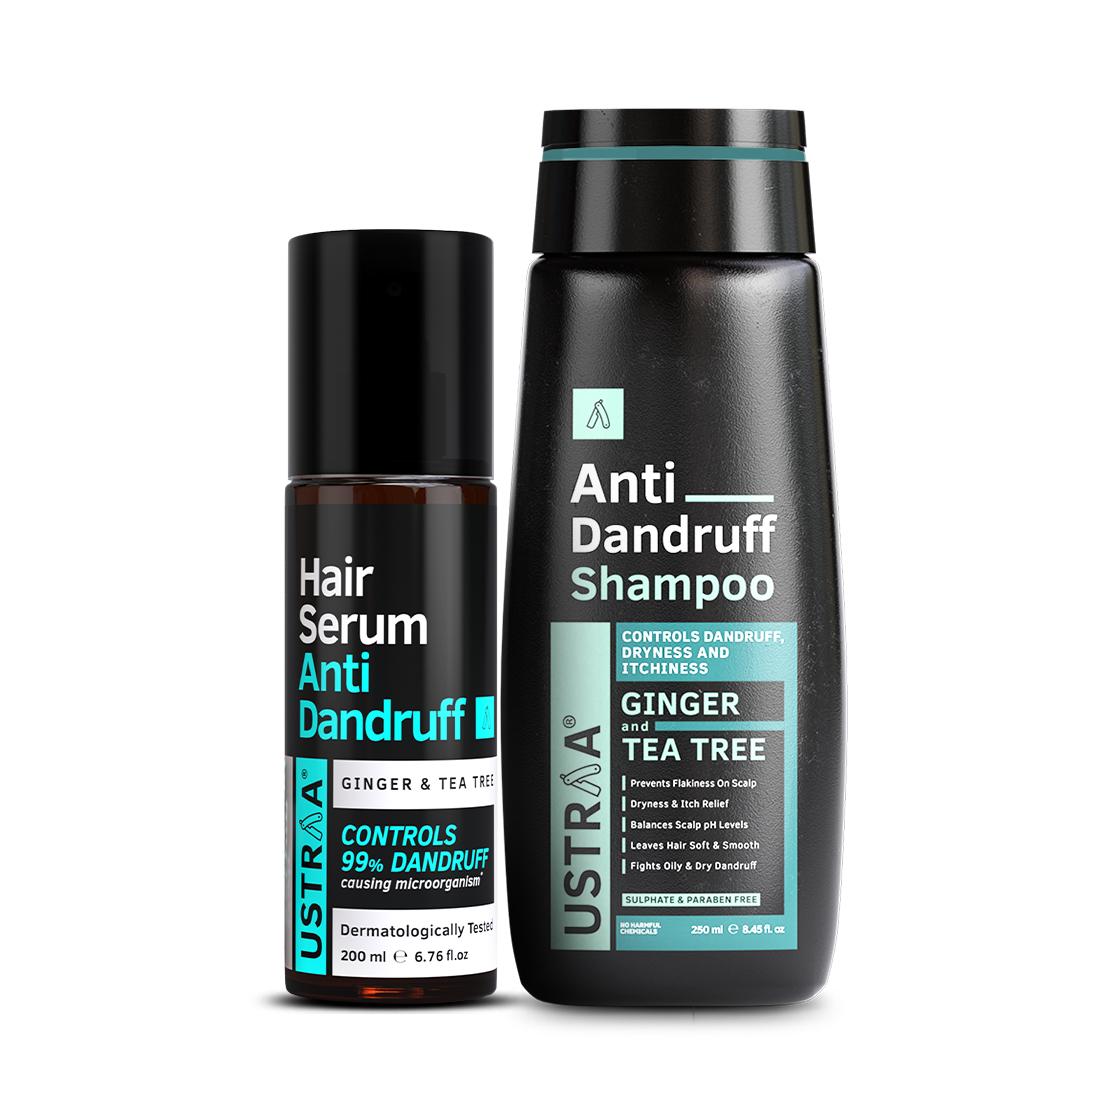 Hair
Serum
Anti
Dandruff
USTRAA®
GINGER & TEA TREE
CONTROLS
99% DANDRUFF
causing microorganism*
Dermatologically Tested
200 ml ℮ 6.76 fl.oz
Anti
Dandruff
Shampoo
USTRAA®
CONTROLS DANDRUFF,
DRYNESS AND
ITCHINESS
GINGER
and
TEA TREE
Prevents Flakiness On Scalp
Dryness & Itch Relief
Balances Scalp pH Levels
Leaves Hair Soft & Smooth
Fights Oily & Dry Dandruff
SULPHATE & PARABEN FREE
NO HARMFUL
CHEMICALS
250 ml ℮ 8.45 fl. oz